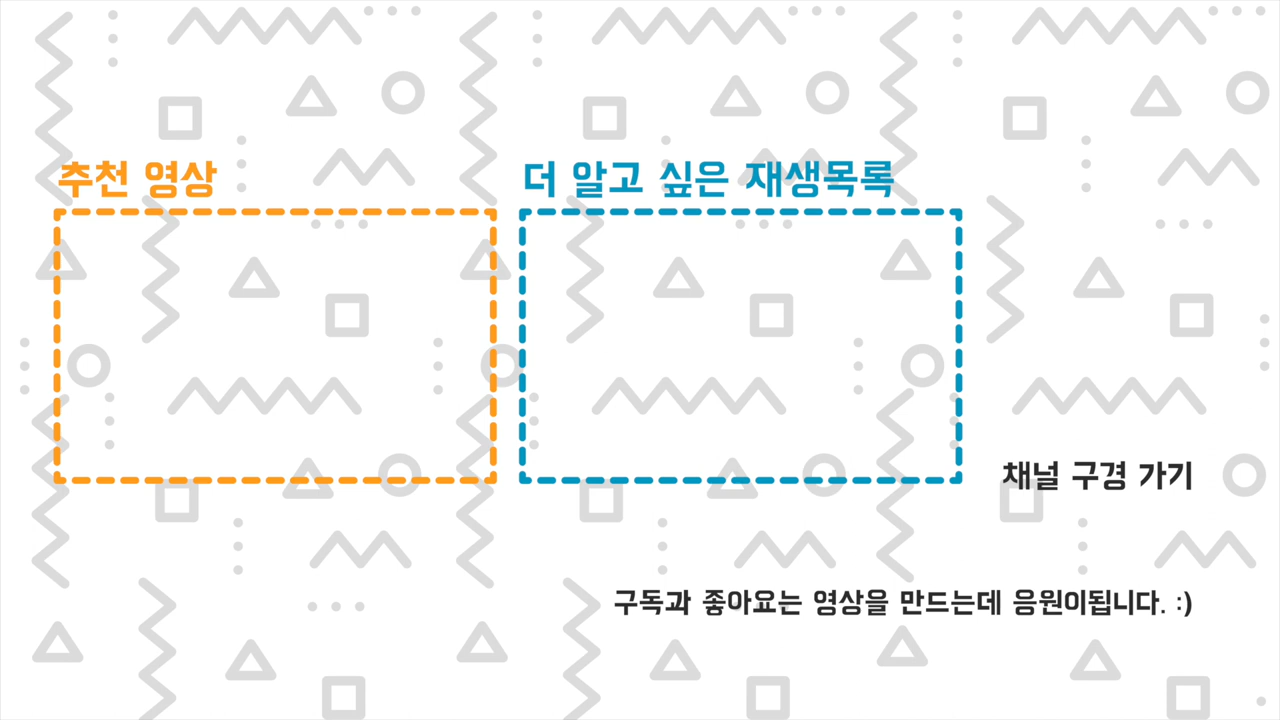 추천 영상
더 알고 싶은 재생목록
채널 구경 가기
구독과 좋아요는 영상을 만드는데 응원이됩니다. :)